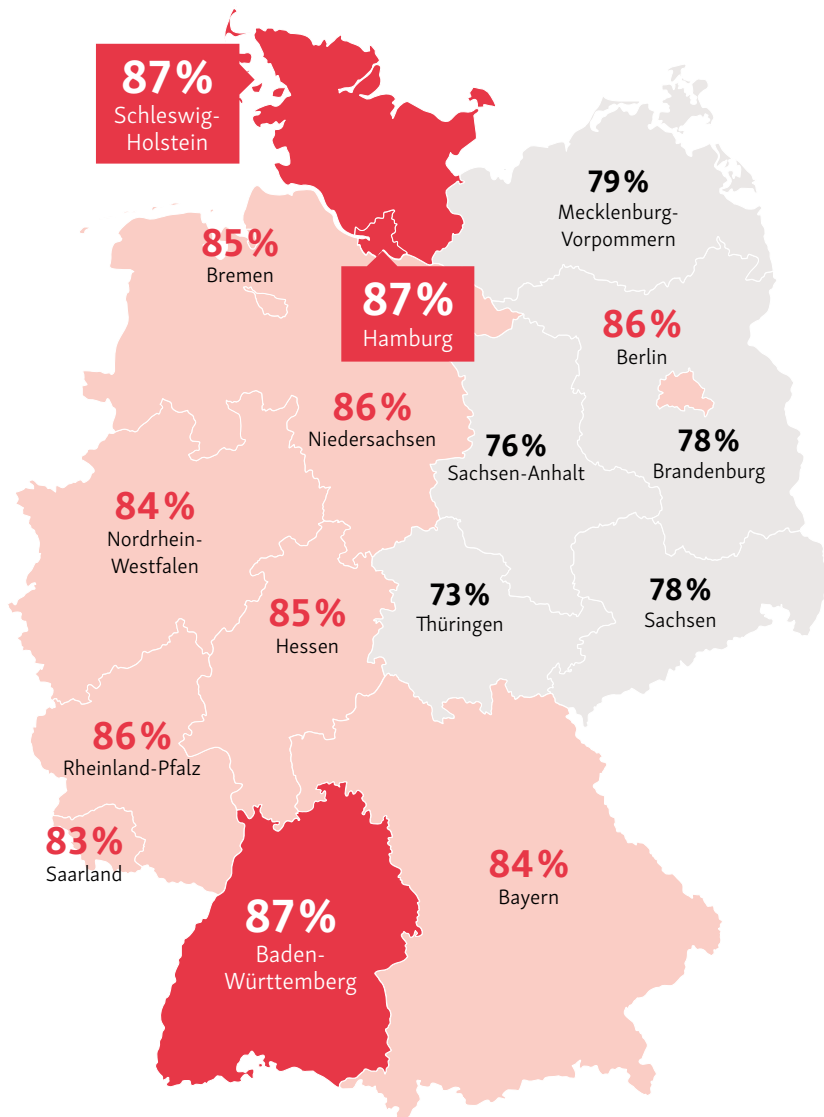 87%
Schleswig-
Holstein
79%
Mecklenburg-
Vorpommern
85%
Bremen
87%
Hamburg
86%
Berlin
86%
Niedersachsen
76%
Sachsen-Anhalt
78%
Brandenburg
84%
Nordrhein-
Westfalen
85%
Hessen
73%
Thüringen
78%
Sachsen
86%
Rheinland-Pfalz
83%
Saarland
84%
Bayern
87%
Baden-
Württemberg